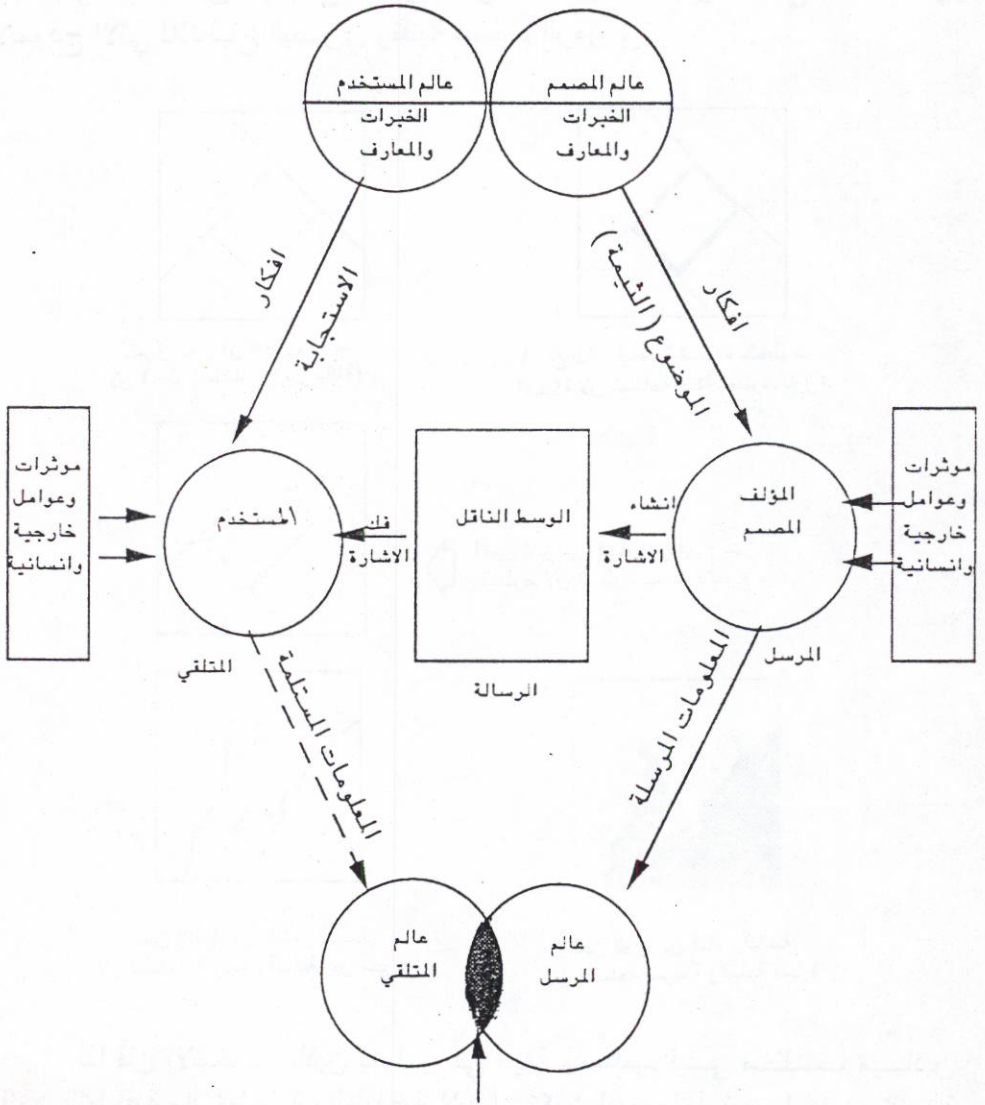 عالم المصمم
الخبرات
والمعارف
عالم المستخدم
الخبرات
والمعارف
افكار
الموضوع (الثيمة)
افكار
الاستجابة
موثرات
وعوامل
خارجية
وانسانية
المؤلف
المصمم
انشاء
الاشارة
الوسط الناقل
فك
الاشارة
المستخدم
موثرات
وعوامل
خارجية
وانسانية
المرسل
الرسالة
المتلقي
المعلومات المرسلة
المعلومات المستلمة
عالم
المرسل
عالم
المتلقي